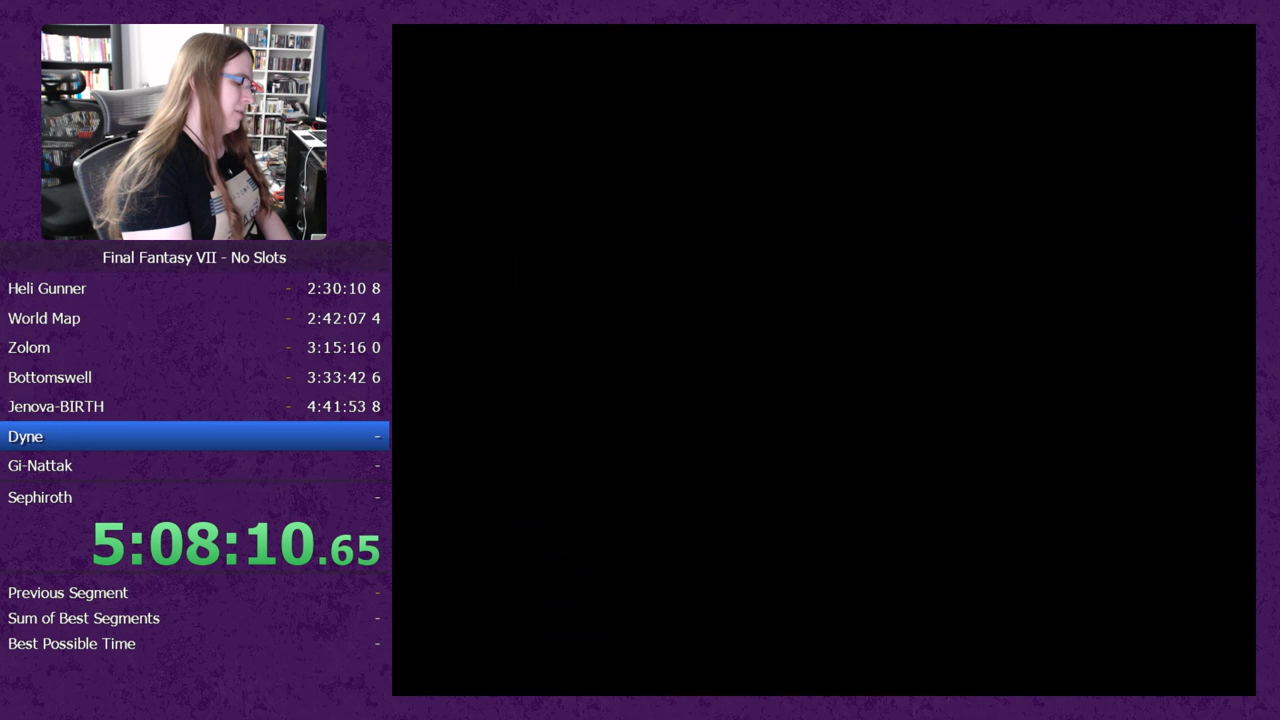 Final Fantasy VII - No Slots
Heli Gunner - 2:30:10 8
World Map - 2:42:07 4
Zolom - 3:15:16 0
Bottomswell - 3:33:42 6
Jenova-BIRTH - 4:41:53 8
Dyne -
Gi-Nattak -
Sephiroth -
5:08:10.65
Previous Segment -
Sum of Best Segments -
Best Possible Time -